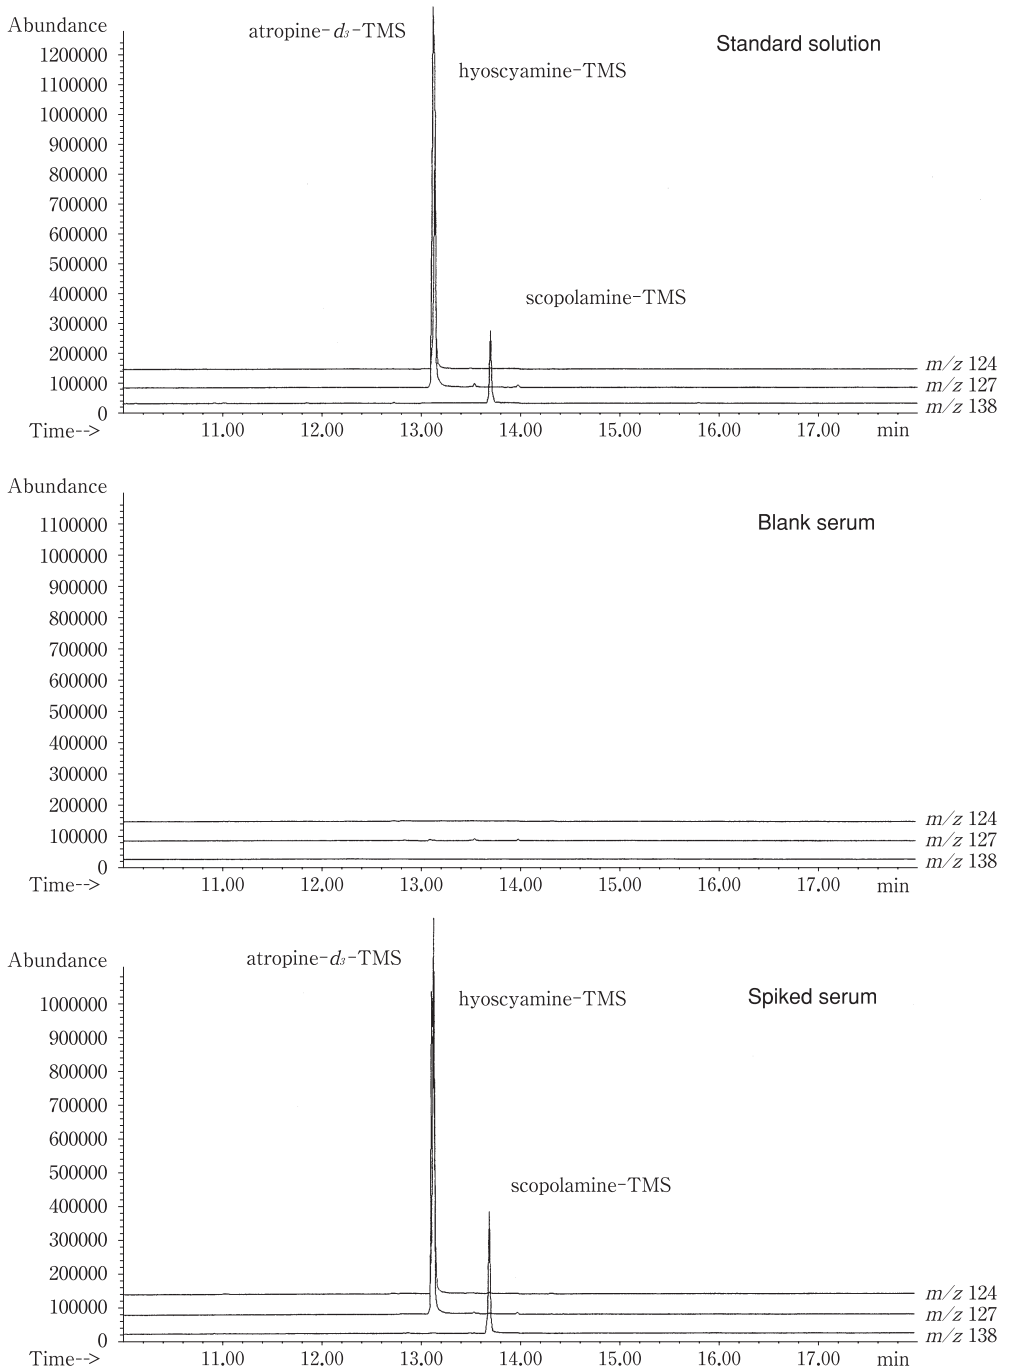 Abundance
atropine-d₃-TMS
Standard solution
hyoscyamine-TMS
1200000
1100000
1000000
900000
800000
700000
600000
500000
400000
scopolamine-TMS
300000
200000
m/z 124
100000
m/z 127
0
m/z 138
Time-->
11.00 12.00 13.00 14.00 15.00 16.00 17.00 min
Abundance
Blank serum
1100000
1000000
900000
800000
700000
600000
500000
400000
300000
200000
m/z 124
100000
m/z 127
0
m/z 138
Time-->
11.00 12.00 13.00 14.00 15.00 16.00 17.00 min
Abundance
atropine-d₃-TMS
hyoscyamine-TMS
Spiked serum
1000000
900000
800000
700000
600000
500000
scopolamine-TMS
400000
300000
200000
m/z 124
100000
m/z 127
0
m/z 138
Time-->
11.00 12.00 13.00 14.00 15.00 16.00 17.00 min